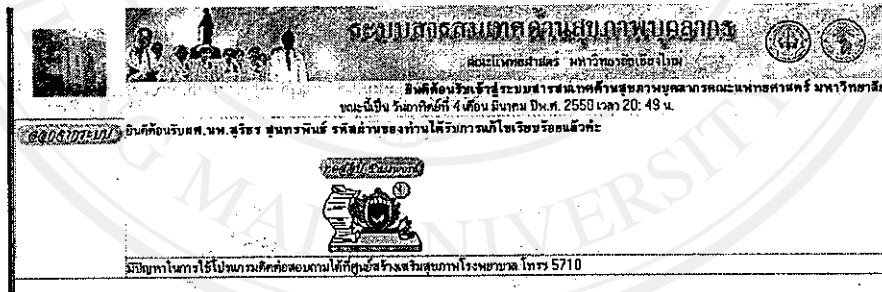 ระบบสารสนเทศด้านสุขภาพบุคลากร
คณะแพทยศาสตร์ มหาวิทยาลัยเชียงใหม่
ยินดีต้อนรับเข้าสู่ระบบสารสนเทศด้านสุขภาพบุคลากรคณะแพทยศาสตร์ มหาวิทยาลัย
ขณะนี้เป็น วันอาทิตย์ที่ 4 เดือน มีนาคม ปีพ.ศ. 2550 เวลา 20: 49 น.
ออกจากระบบ
ยินดีต้อนรับผศ.นพ.สุริธร สุนทรพันธ์ รหัสผ่านของท่านได้รับการแก้ไขเรียบร้อยแล้วค่ะ
Password
มีปัญหาในการใช้โปรแกรมติดต่อสอบถามได้ที่ศูนย์สร้างเสริมสุขภาพโรงพยาบาล โทรฯ 5710
MAI UNIVERSIT